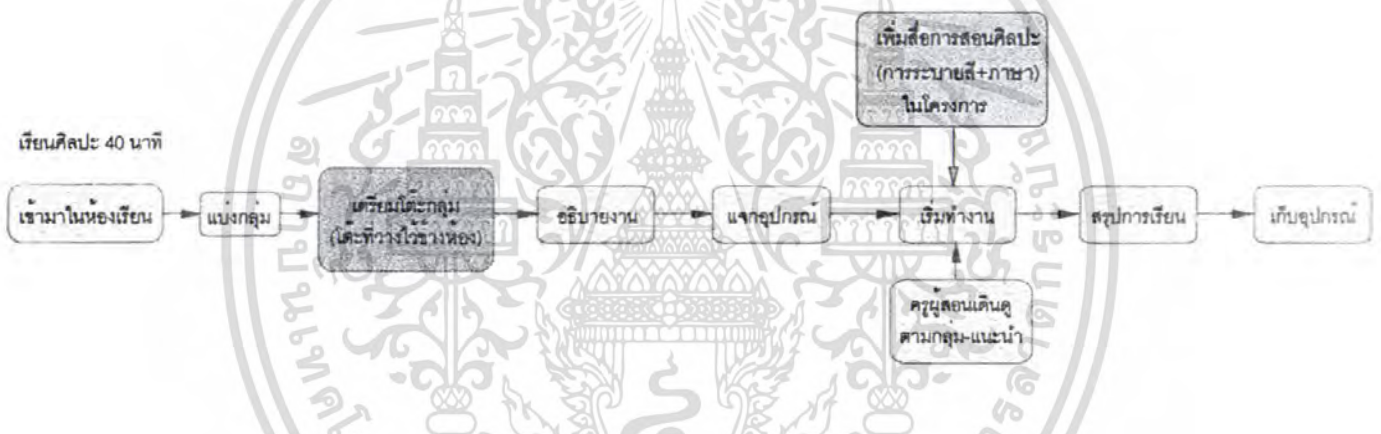 เพิ่มสื่อการสอนศิลปะ
(การระบายสี+ภาษา)
ในโครงการ
เรียนศิลปะ 40 นาที
เข้ามาในห้องเรียน
แบ่งกลุ่ม
เตรียมโต๊ะกลุ่ม
(โต๊ะที่วางไว้ข้างห้อง)
อธิบายงาน
แจกอุปกรณ์
เริ่มทำงาน
สรุปการเรียน
เก็บอุปกรณ์
ครูผู้สอนเดินดู
ตามกลุ่ม-แนะนำ